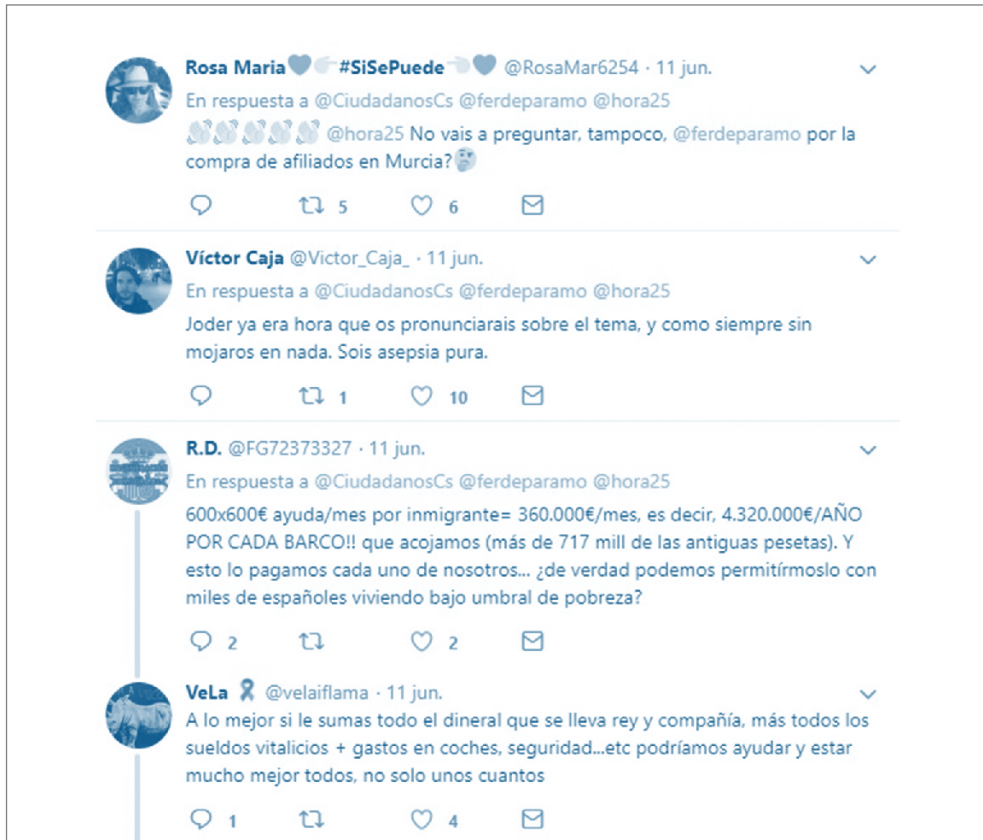 Rosa Maria💙👉#SiSePuede👈💙 @RosaMar6254 · 11 jun.
En respuesta a @CiudadanosCs @ferdeparamo @hora25
👏👏👏👏👏 @hora25 No vais a preguntar, tampoco, @ferdeparamo por la
compra de afiliados en Murcia?🤔
5 6
Víctor Caja @Victor_Caja_ · 11 jun.
En respuesta a @CiudadanosCs @ferdeparamo @hora25
Joder ya era hora que os pronunciarais sobre el tema, y como siempre sin
mojaros en nada. Sois asepsia pura.
1 10
R.D. @FG72373327 · 11 jun.
En respuesta a @CiudadanosCs @ferdeparamo @hora25
600x600€ ayuda/mes por inmigrante= 360.000€/mes, es decir, 4.320.000€/AÑO
POR CADA BARCO!! que acojamos (más de 717 mill de las antiguas pesetas). Y
esto lo pagamos cada uno de nosotros... ¿de verdad podemos permitírmoslo con
miles de españoles viviendo bajo umbral de pobreza?
2 2
VeLa 🎗 @velaiflama · 11 jun.
A lo mejor si le sumas todo el dineral que se lleva rey y compañía, más todos los
sueldos vitalicios + gastos en coches, seguridad...etc podríamos ayudar y estar
mucho mejor todos, no solo unos cuantos
1 4